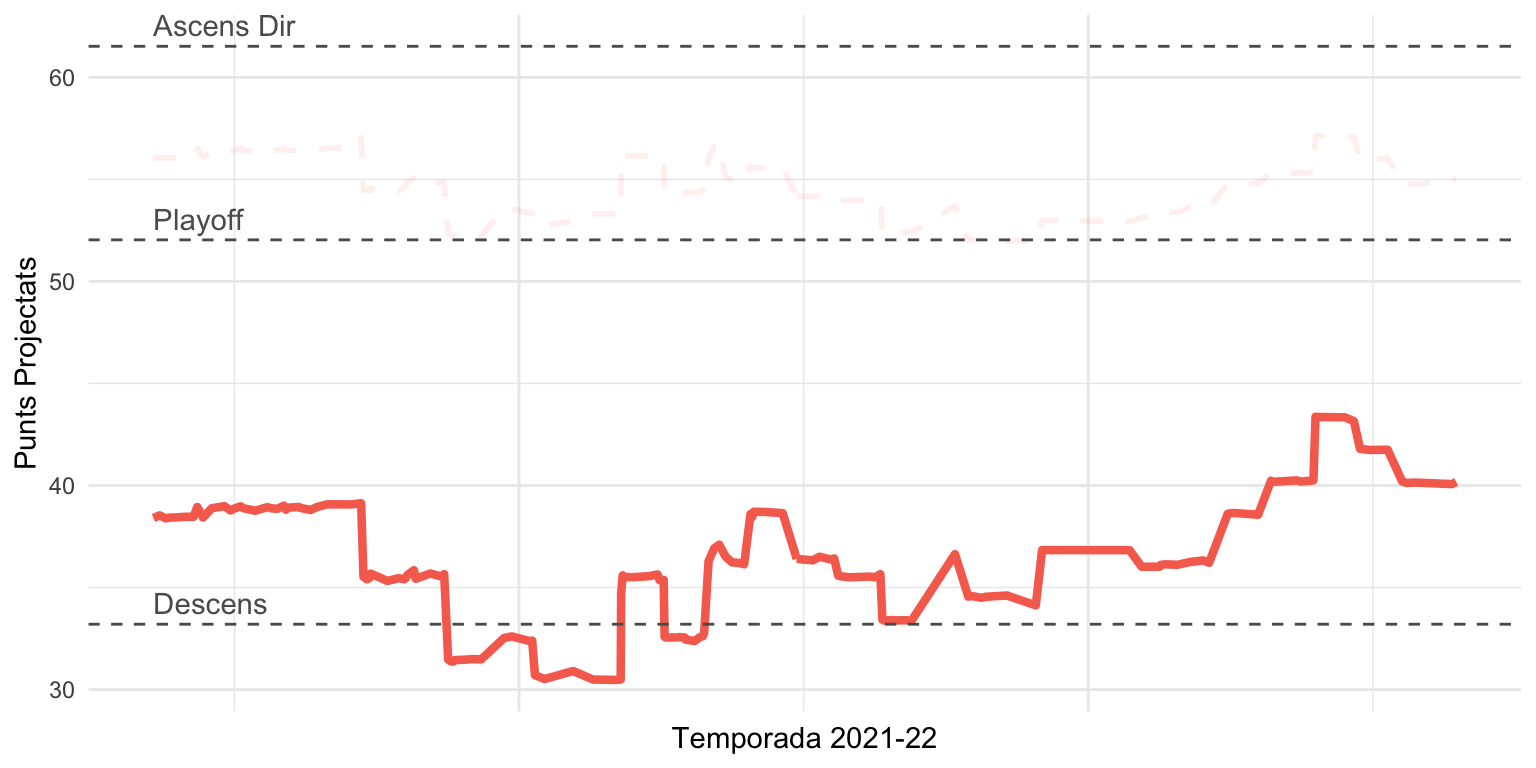 Ascens Dir
60
Playoff
50
Punts Projectats
40
Descens
30
Temporada 2021-22